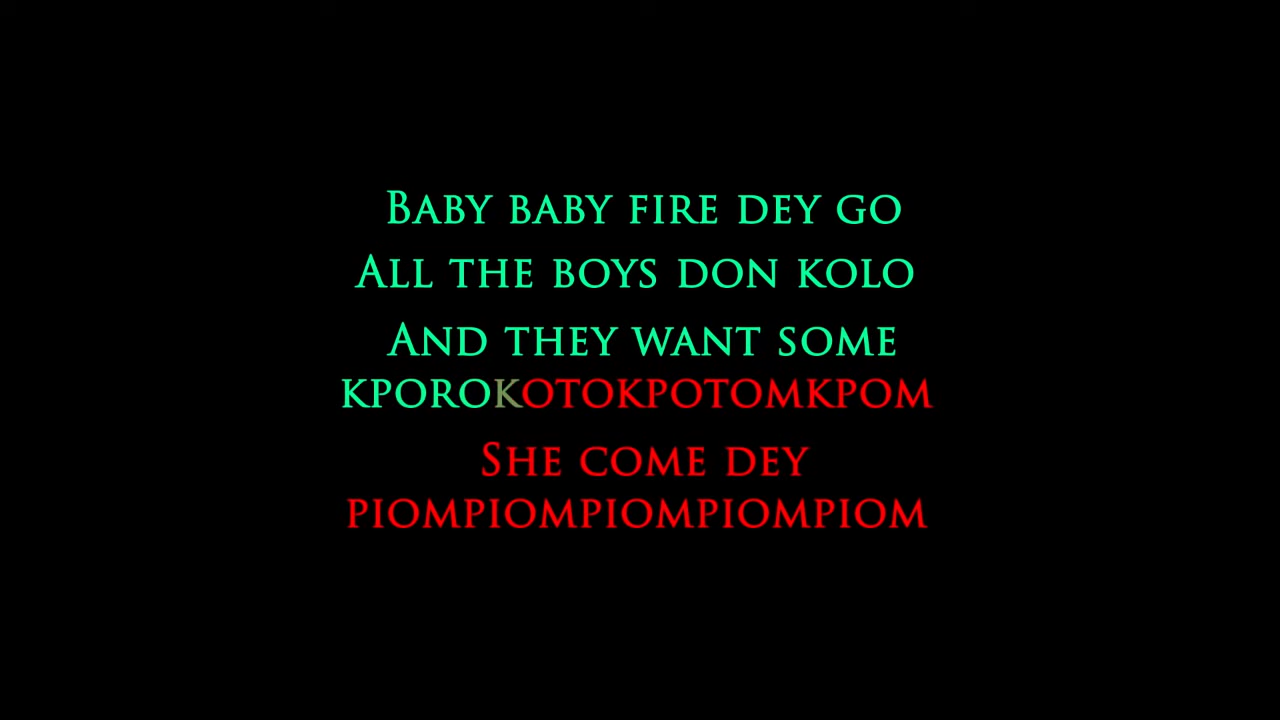 Baby baby fire dey go
All the boys don kolo
And they want some
kporokotokpotomkpom
She come dey
piompiompiompiompiom